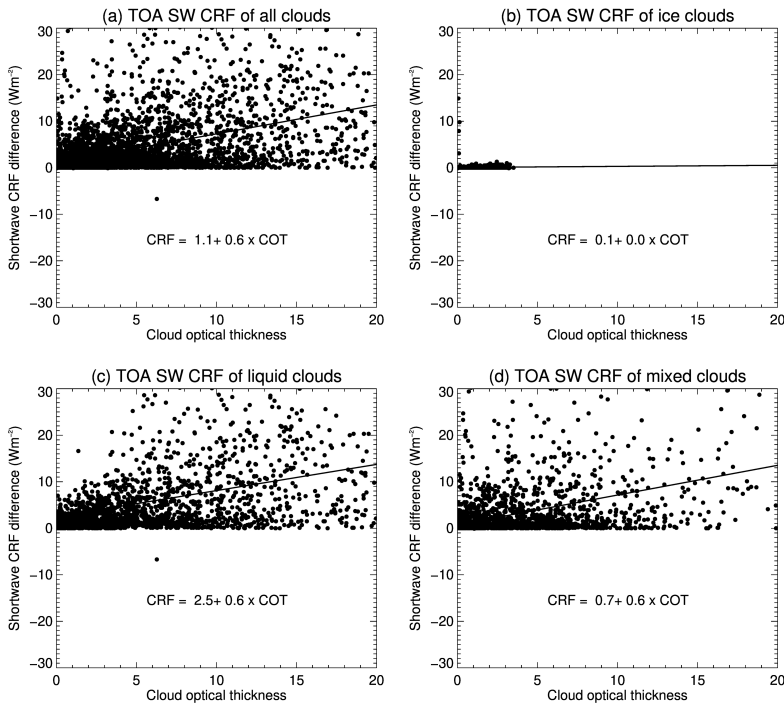 (a) TOA SW CRF of all clouds
30
20
10
0
−10
−20
−30
Shortwave CRF difference (Wm⁻²)
CRF = 1.1+ 0.6 x COT
0 5 10 15 20
Cloud optical thickness
(b) TOA SW CRF of ice clouds
30
20
10
0
−10
−20
−30
Shortwave CRF difference (Wm⁻²)
CRF = 0.1+ 0.0 x COT
0 5 10 15 20
Cloud optical thickness
(c) TOA SW CRF of liquid clouds
30
20
10
0
−10
−20
−30
Shortwave CRF difference (Wm⁻²)
CRF = 2.5+ 0.6 x COT
0 5 10 15 20
Cloud optical thickness
(d) TOA SW CRF of mixed clouds
30
20
10
0
−10
−20
−30
Shortwave CRF difference (Wm⁻²)
CRF = 0.7+ 0.6 x COT
0 5 10 15 20
Cloud optical thickness